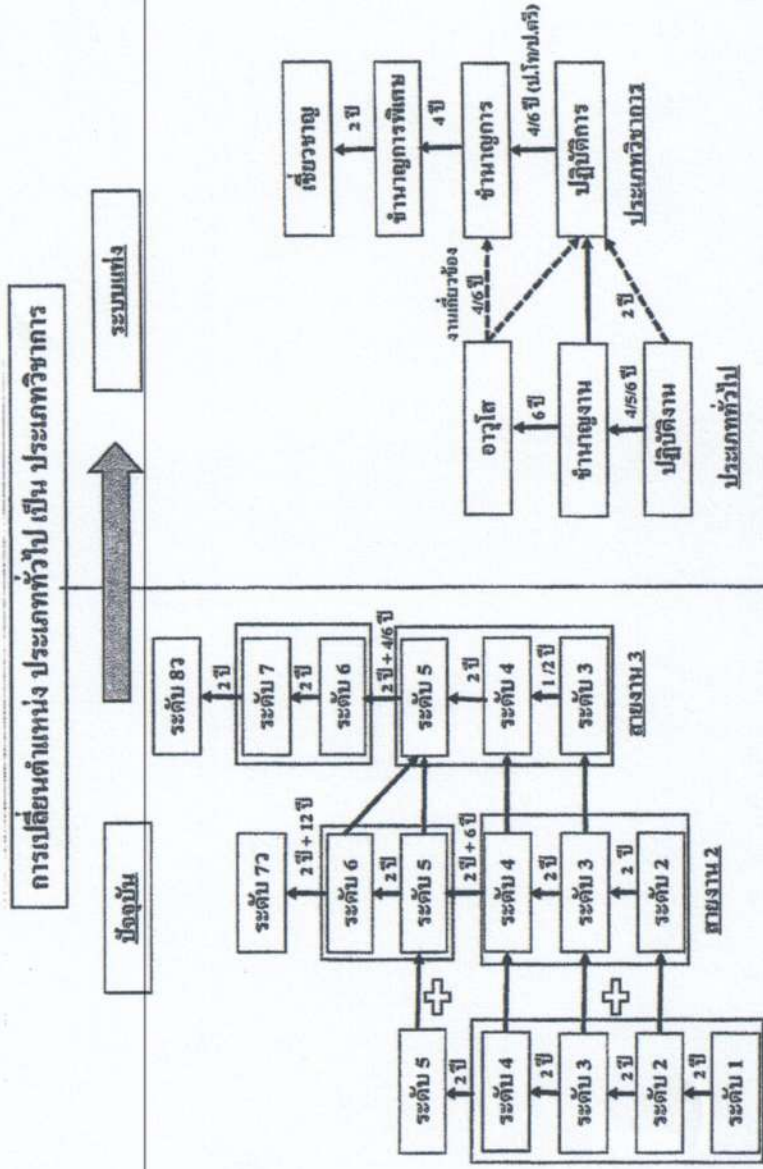 การเปลี่ยนตำแหน่ง ประเภททั่วไป เป็น ประเภทวิชาการ
ปัจจุบัน
ระบบแท่ง
ระดับ 5
2 ปี
ระดับ 4
2 ปี
ระดับ 3
2 ปี
ระดับ 2
2 ปี
ระดับ 1
ระดับ 7ว
2 ปี + 12 ปี
ระดับ 6
2 ปี
ระดับ 5
2 ปี + 6 ปี
ระดับ 4
2 ปี
ระดับ 3
2 ปี
ระดับ 2
สายงาน 2
ระดับ 8ว
2 ปี
ระดับ 7
2 ปี
ระดับ 6
2 ปี + 4/6 ปี
ระดับ 5
2 ปี
ระดับ 4
1 /2 ปี
ระดับ 3
สายงาน 3
อาวุโส
6 ปี
ชำนาญงาน
4/5/6 ปี
ปฏิบัติงาน
ประเภททั่วไป
งานเกี่ยวข้อง
4/6 ปี
2 ปี
เชี่ยวชาญ
2 ปี
ชำนาญการพิเศษ
4 ปี
ชำนาญการ
4/6 ปี (ป.โท/ป.ตรี)
ปฏิบัติการ
ประเภทวิชาการ